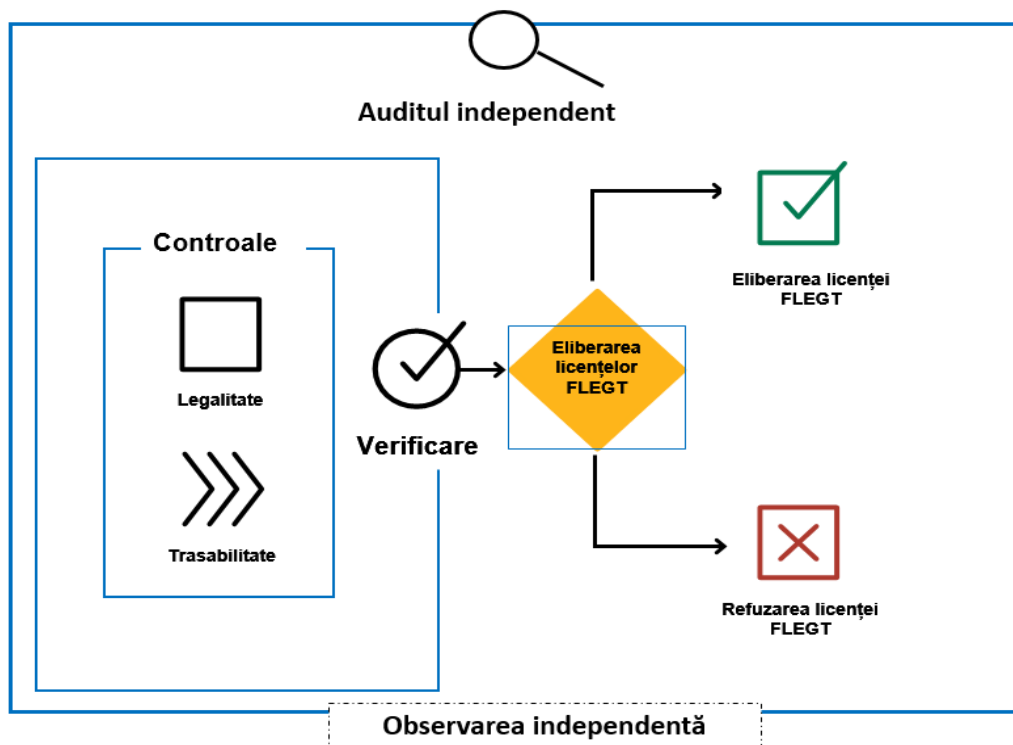 Auditul independent
Controale
Legalitate
Trasabilitate
Verificare
Eliberarea
licențelor
FLEGT
Eliberarea licenței
FLEGT
Refuzarea licenței
FLEGT
Observarea independentă